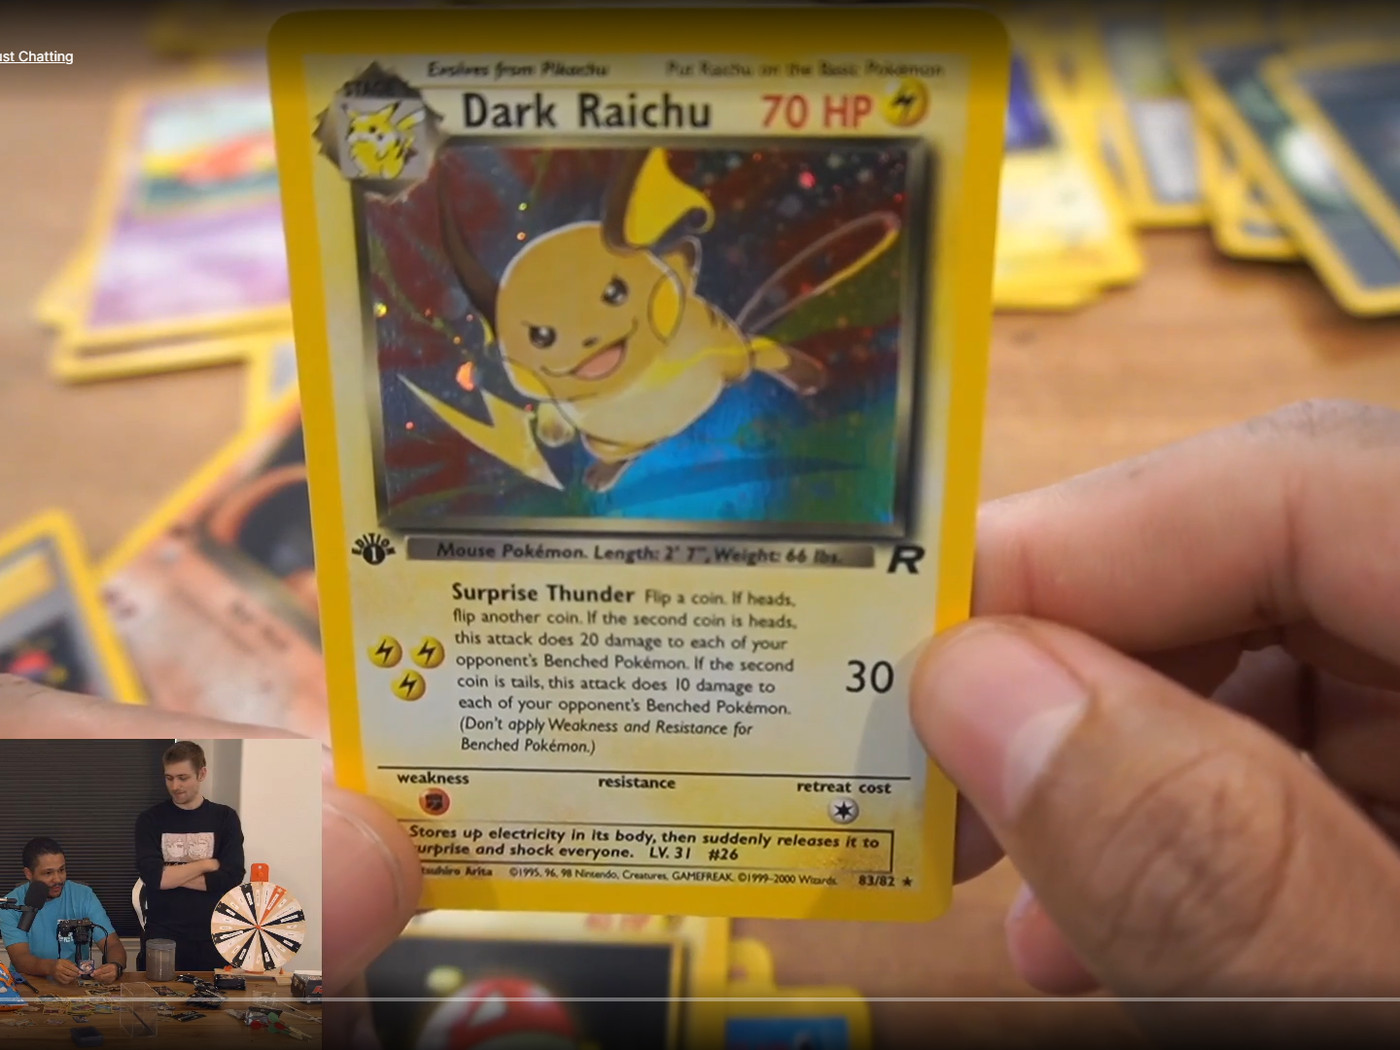 ust Chatting
Evolves from Pikachu
Put Raichu on the Basic Pokémon
STAGE
Dark Raichu 70 HP
EDITION
1
Mouse Pokémon. Length: 2' 7", Weight: 66 lbs.
R
Surprise Thunder Flip a coin. If heads,
flip another coin. If the second coin is heads,
this attack does 20 damage to each of your
opponent's Benched Pokémon. If the second
coin is tails, this attack does 10 damage to
each of your opponent's Benched Pokémon.
(Don't apply Weakness and Resistance for
Benched Pokémon.)
30
weakness resistance retreat cost
Stores up electricity in its body, then suddenly releases it to
urprise and shock everyone. LV. 31 #26
tsuhiro Arita ©1995, 96, 98 Nintendo, Creatures, GAMEFREAK. ©1999-2000 Wizards. 83/82 ★